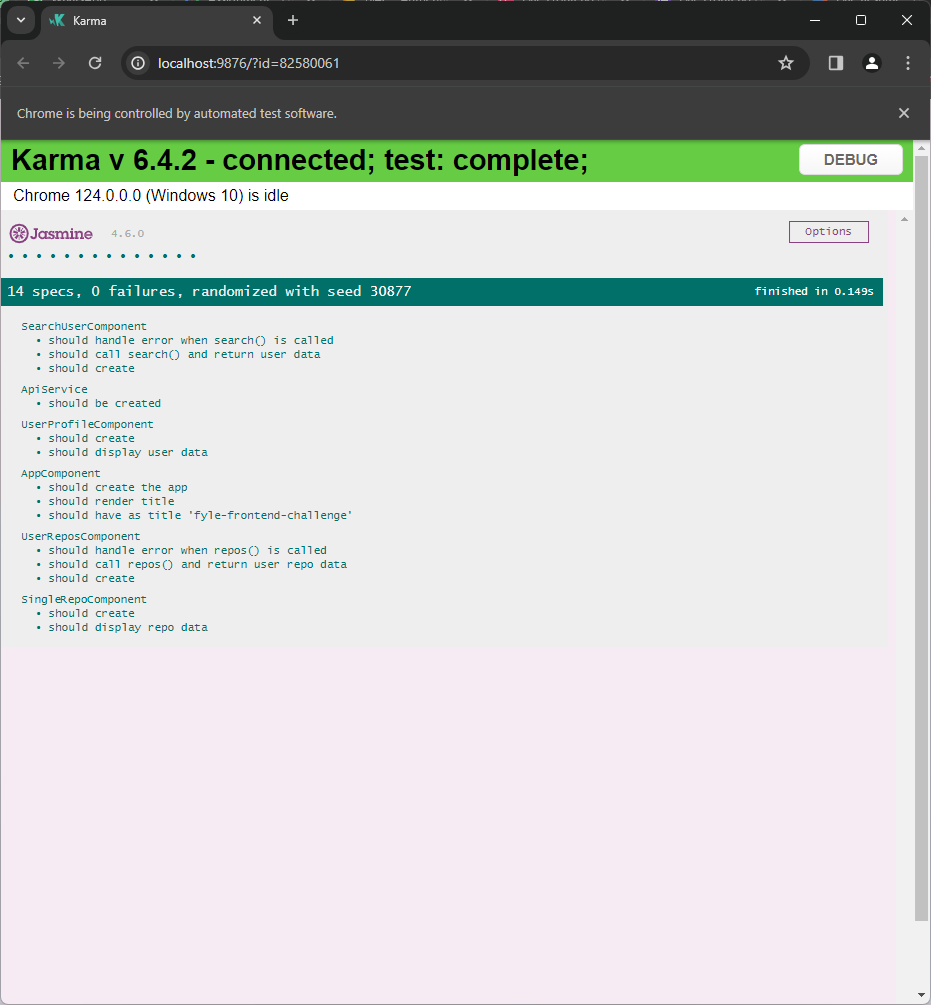 Karma
localhost:9876/?id=82580061
Chrome is being controlled by automated test software.
Karma v 6.4.2 - connected; test: complete;
DEBUG
Chrome 124.0.0.0 (Windows 10) is idle
Jasmine 4.6.0
Options
• • • • • • • • • • • • • •
14 specs, 0 failures, randomized with seed 30877
finished in 0.149s
SearchUserComponent
• should handle error when search() is called
• should call search() and return user data
• should create
ApiService
• should be created
UserProfileComponent
• should create
• should display user data
AppComponent
• should create the app
• should render title
• should have as title 'fyle-frontend-challenge'
UserReposComponent
• should handle error when repos() is called
• should call repos() and return user repo data
• should create
SingleRepoComponent
• should create
• should display repo data